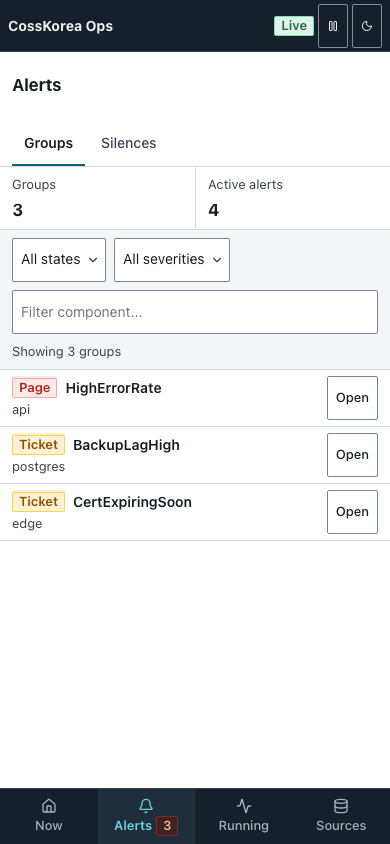 CossKorea Ops
Live
Alerts
Groups
Silences
Groups
3
Active alerts
4
All states
All severities
Filter component...
Showing 3 groups
Page HighErrorRate
api
Open
Ticket BackupLagHigh
postgres
Open
Ticket CertExpiringSoon
edge
Open
Now
Alerts 3
Running
Sources